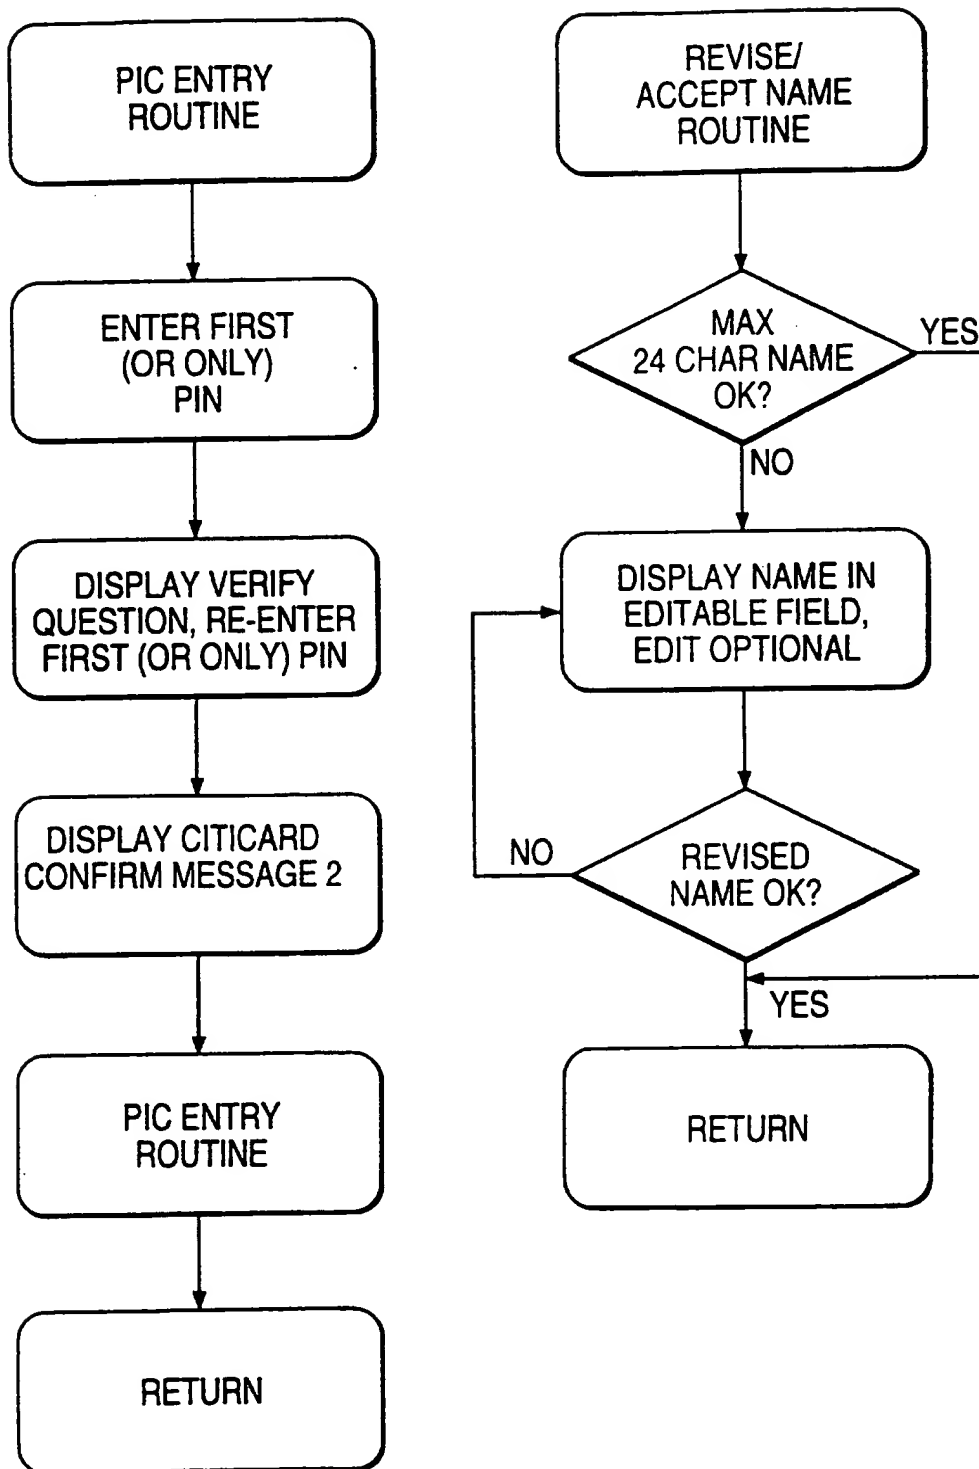 PIC ENTRY
ROUTINE
ENTER FIRST
(OR ONLY)
PIN
DISPLAY VERIFY
QUESTION, RE-ENTER
FIRST (OR ONLY) PIN
DISPLAY CITICARD
CONFIRM MESSAGE 2
PIC ENTRY
ROUTINE
RETURN
REVISE/
ACCEPT NAME
ROUTINE
MAX
24 CHAR NAME
OK?
YES
NO
DISPLAY NAME IN
EDITABLE FIELD,
EDIT OPTIONAL
NO
REVISED
NAME OK?
YES
RETURN